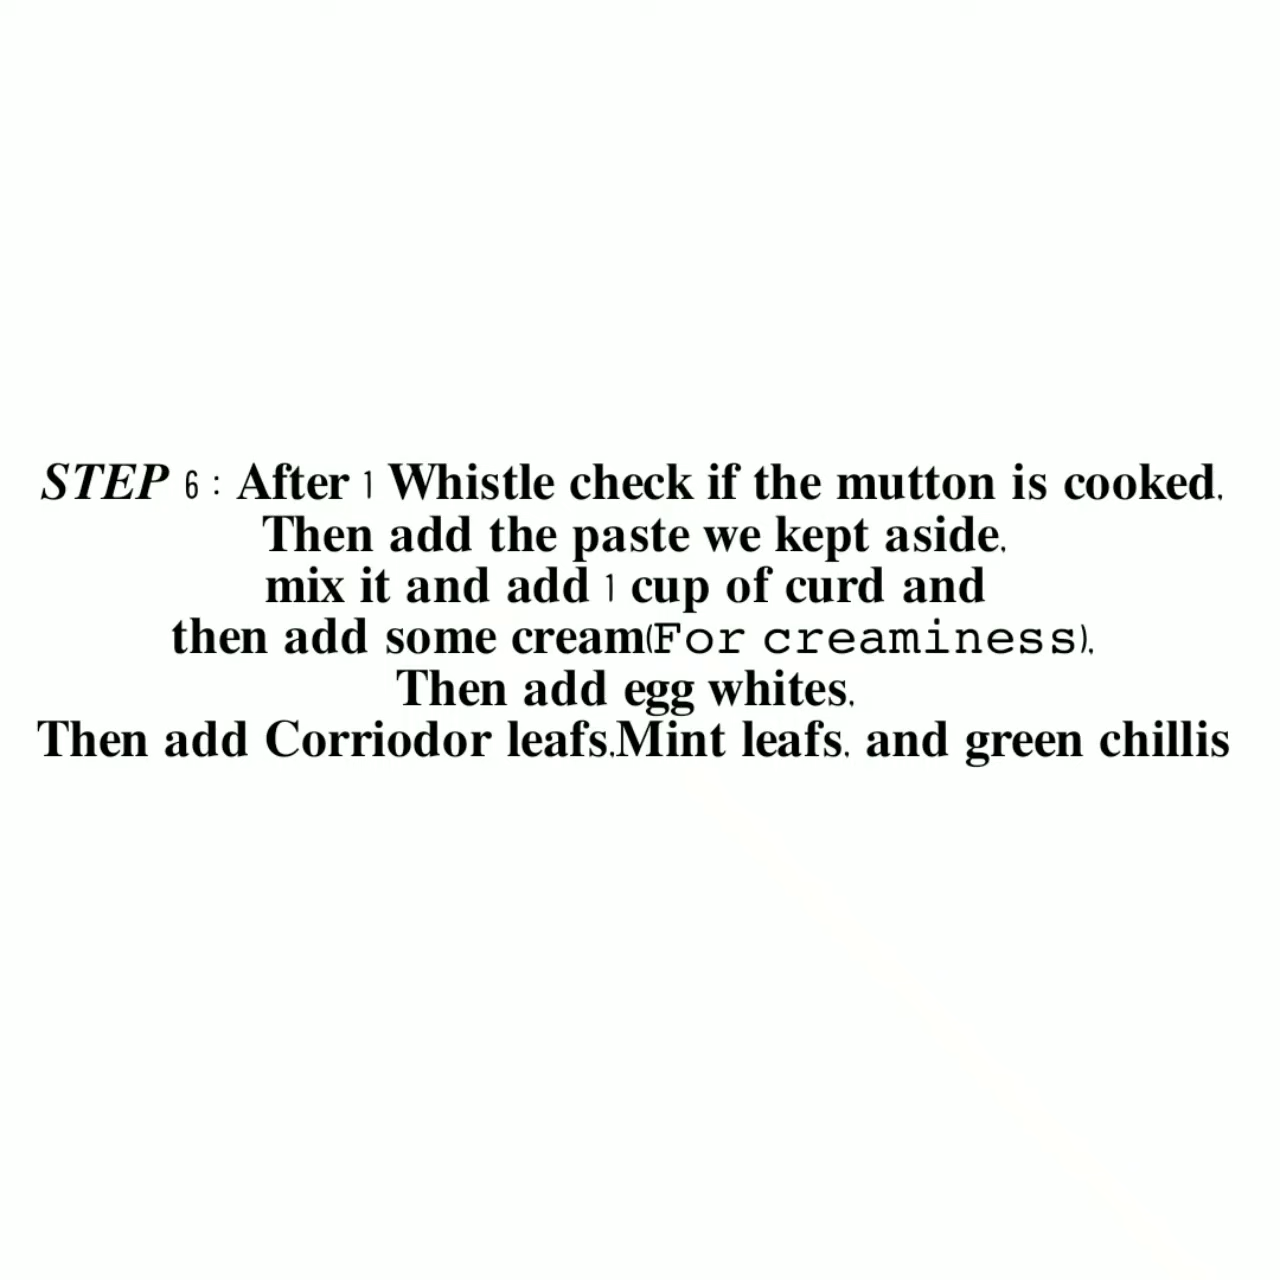 STEP 6 : After 1 Whistle check if the mutton is cooked,
Then add the paste we kept aside,
mix it and add 1 cup of curd and
then add some cream(For creaminess),
Then add egg whites,
Then add Corriodor leafs,Mint leafs, and green chillis